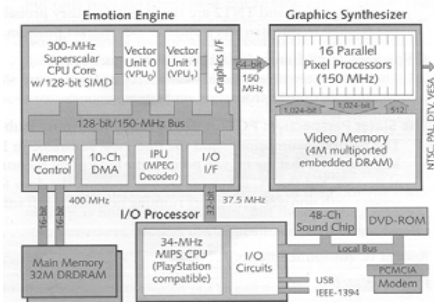 Emotion Engine
300-MHz
Superscalar
CPU Core
w/128-bit SIMD
Vector
Unit 0
(VPU0)
Vector
Unit 1
(VPU1)
Graphics I/F
64-bit
150
MHz
128-bit/150-MHz Bus
Memory
Control
10-Ch
DMA
IPU
(MPEG
Decoder)
I/O
I/F
Graphics Synthesizer
16 Parallel
Pixel Processors
(150 MHz)
1,024-bit
1,024-bit
512
Video Memory
(4M multiported
embedded DRAM)
NTSC, PAL, DTV, VESA
16-bit
16-bit
400 MHz
32-bit
37.5 MHz
Main Memory
32M DRDRAM
I/O Processor
34-MHz
MIPS CPU
(PlayStation
compatible)
I/O
Circuits
48-Ch
Sound Chip
DVD-ROM
Local Bus
PCMCIA
Modem
USB
IEEE-1394